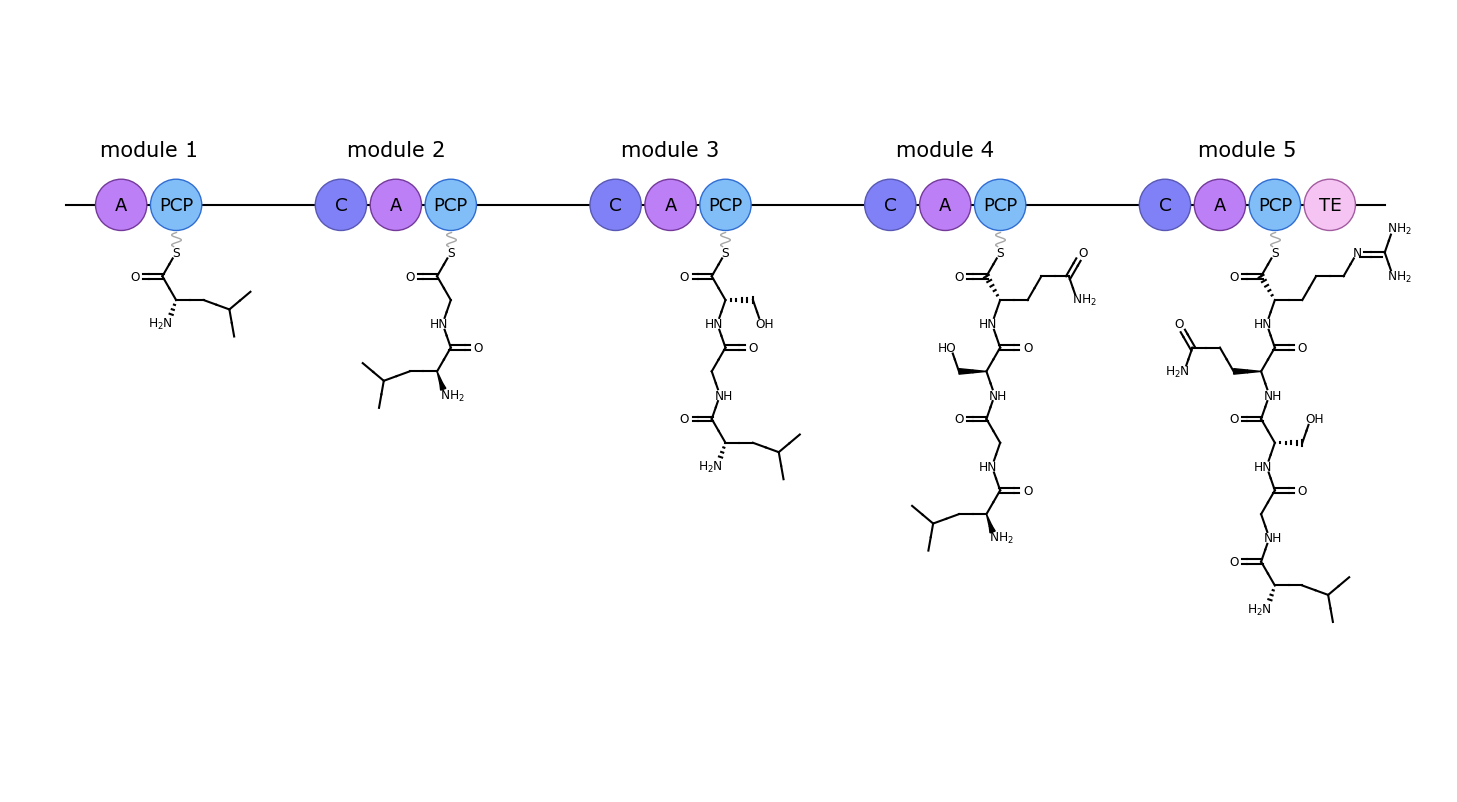 module 1 module 2 module 3 module 4 module 5
A PCP C A PCP C A PCP C A PCP C A PCP TE
NH₂
S S S S O S N
O O O O O NH₂
H₂N HN HN OH NH₂ HN O
O O HO O O
NH₂ NH NH H₂N NH
O O O OH
H₂N HN HN
O O
NH₂ NH
O
H₂N